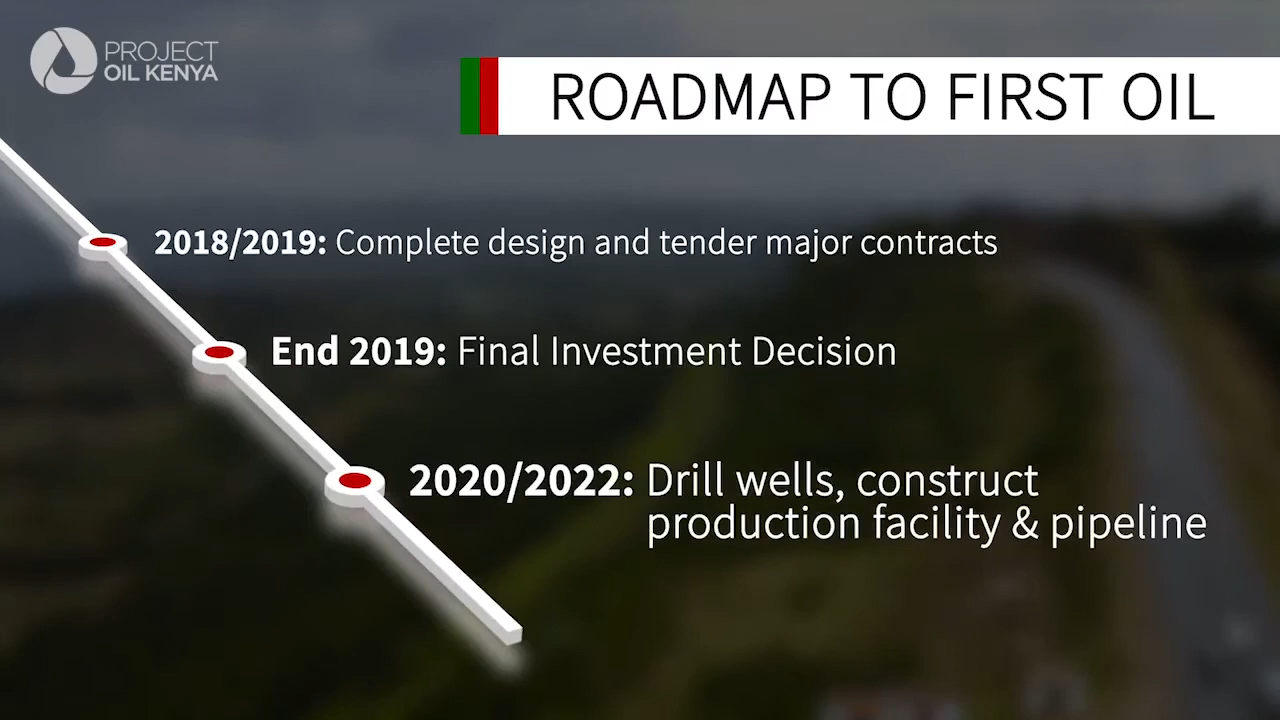 PROJECT
OIL KENYA
ROADMAP TO FIRST OIL
2018/2019: Complete design and tender major contracts
End 2019: Final Investment Decision
2020/2022: Drill wells, construct
production facility & pipeline